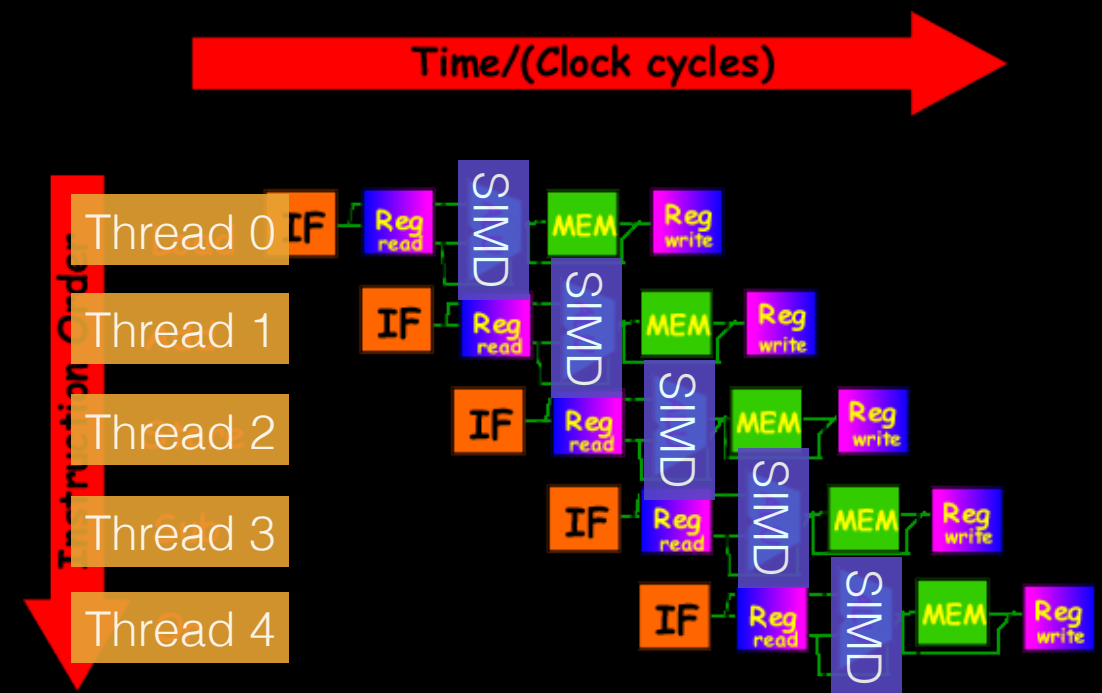 Time/(Clock cycles)
Instruction Order
Thread 0
IF
Reg
read
SIMD
MEM
Reg
write
Thread 1
IF
Reg
read
SIMD
MEM
Reg
write
Thread 2
IF
Reg
read
SIMD
MEM
Reg
write
Thread 3
IF
Reg
read
SIMD
MEM
Reg
write
Thread 4
IF
Reg
read
SIMD
MEM
Reg
write